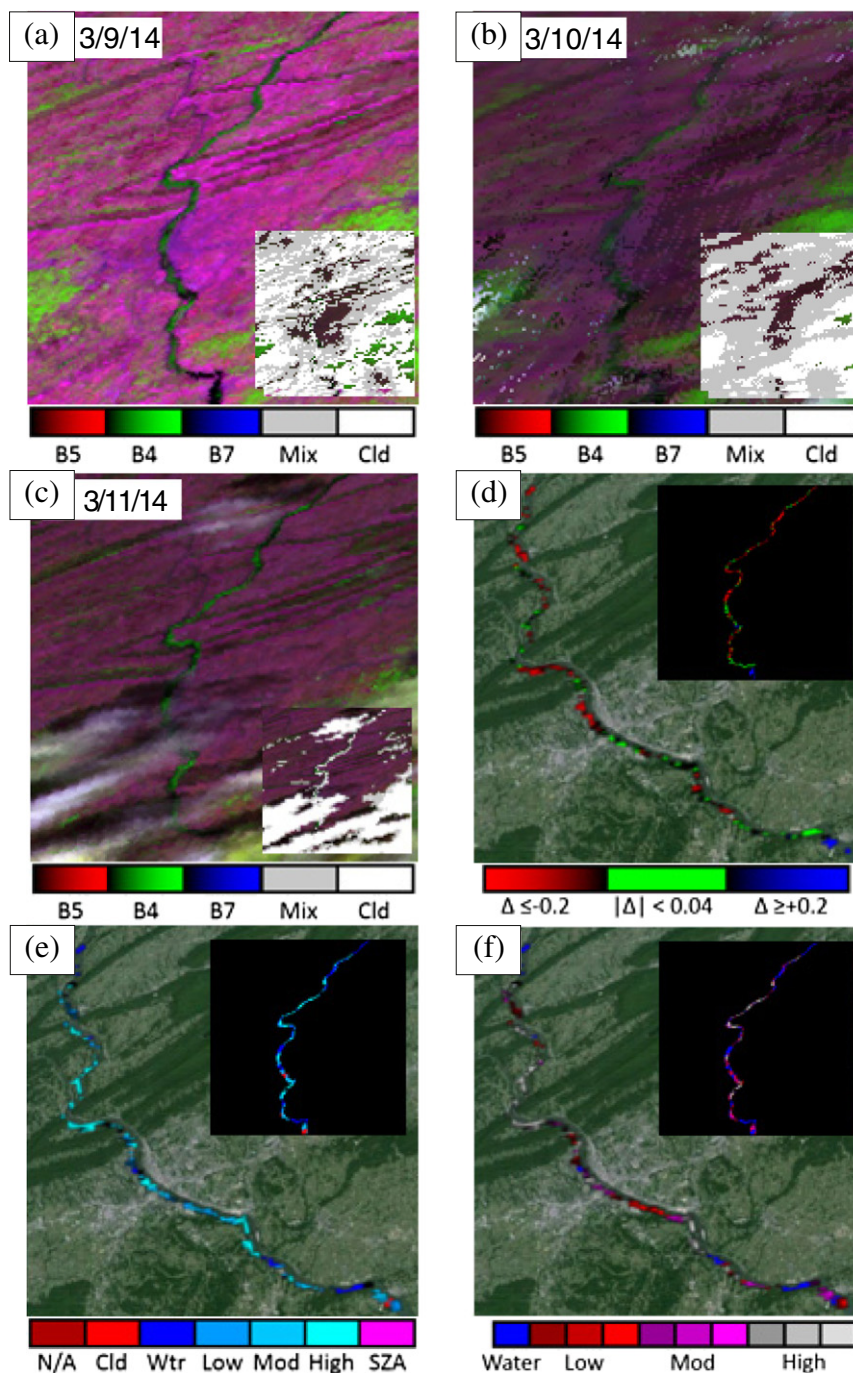 (a) 3/9/14
(b) 3/10/14
B5 B4 B7 Mix Cld
B5 B4 B7 Mix Cld
(c) 3/11/14
(d)
B5 B4 B7 Mix Cld
Δ ≤-0.2 |Δ| < 0.04 Δ ≥+0.2
(e)
(f)
N/A Cld Wtr Low Mod High SZA
Water Low Mod High